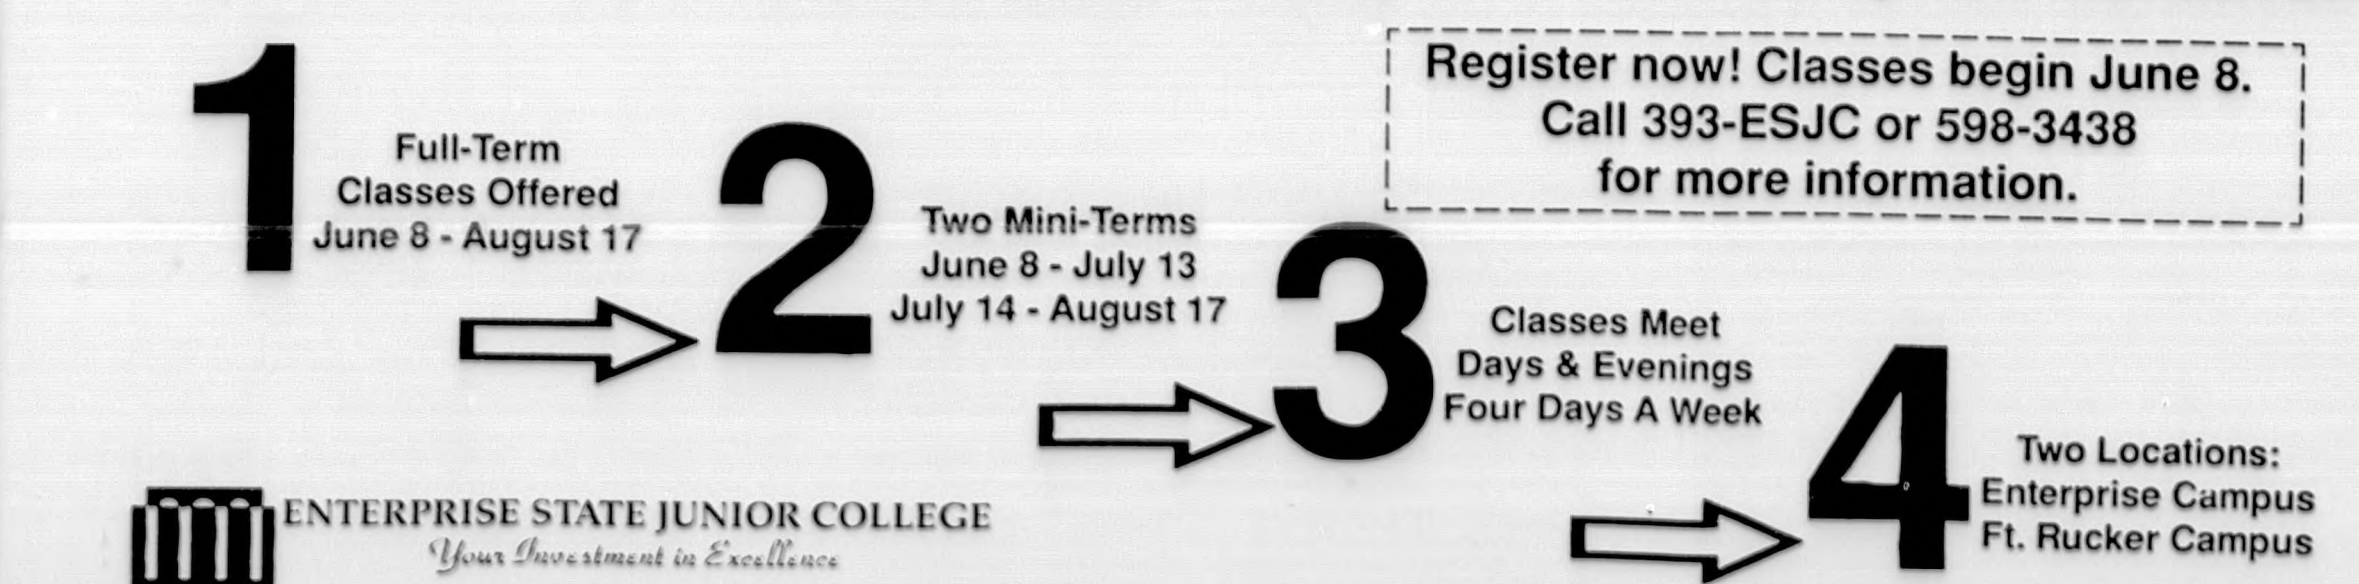 1
Full-Term
Classes Offered
June 8 - August 17
2
Two Mini-Terms
June 8 - July 13
July 14 - August 17
3
Classes Meet
Days & Evenings
Four Days A Week
4
Two Locations:
Enterprise Campus
Ft. Rucker Campus
Register now! Classes begin June 8.
Call 393-ESJC or 598-3438
for more information.
ENTERPRISE STATE JUNIOR COLLEGE
Your Investment in Excellence